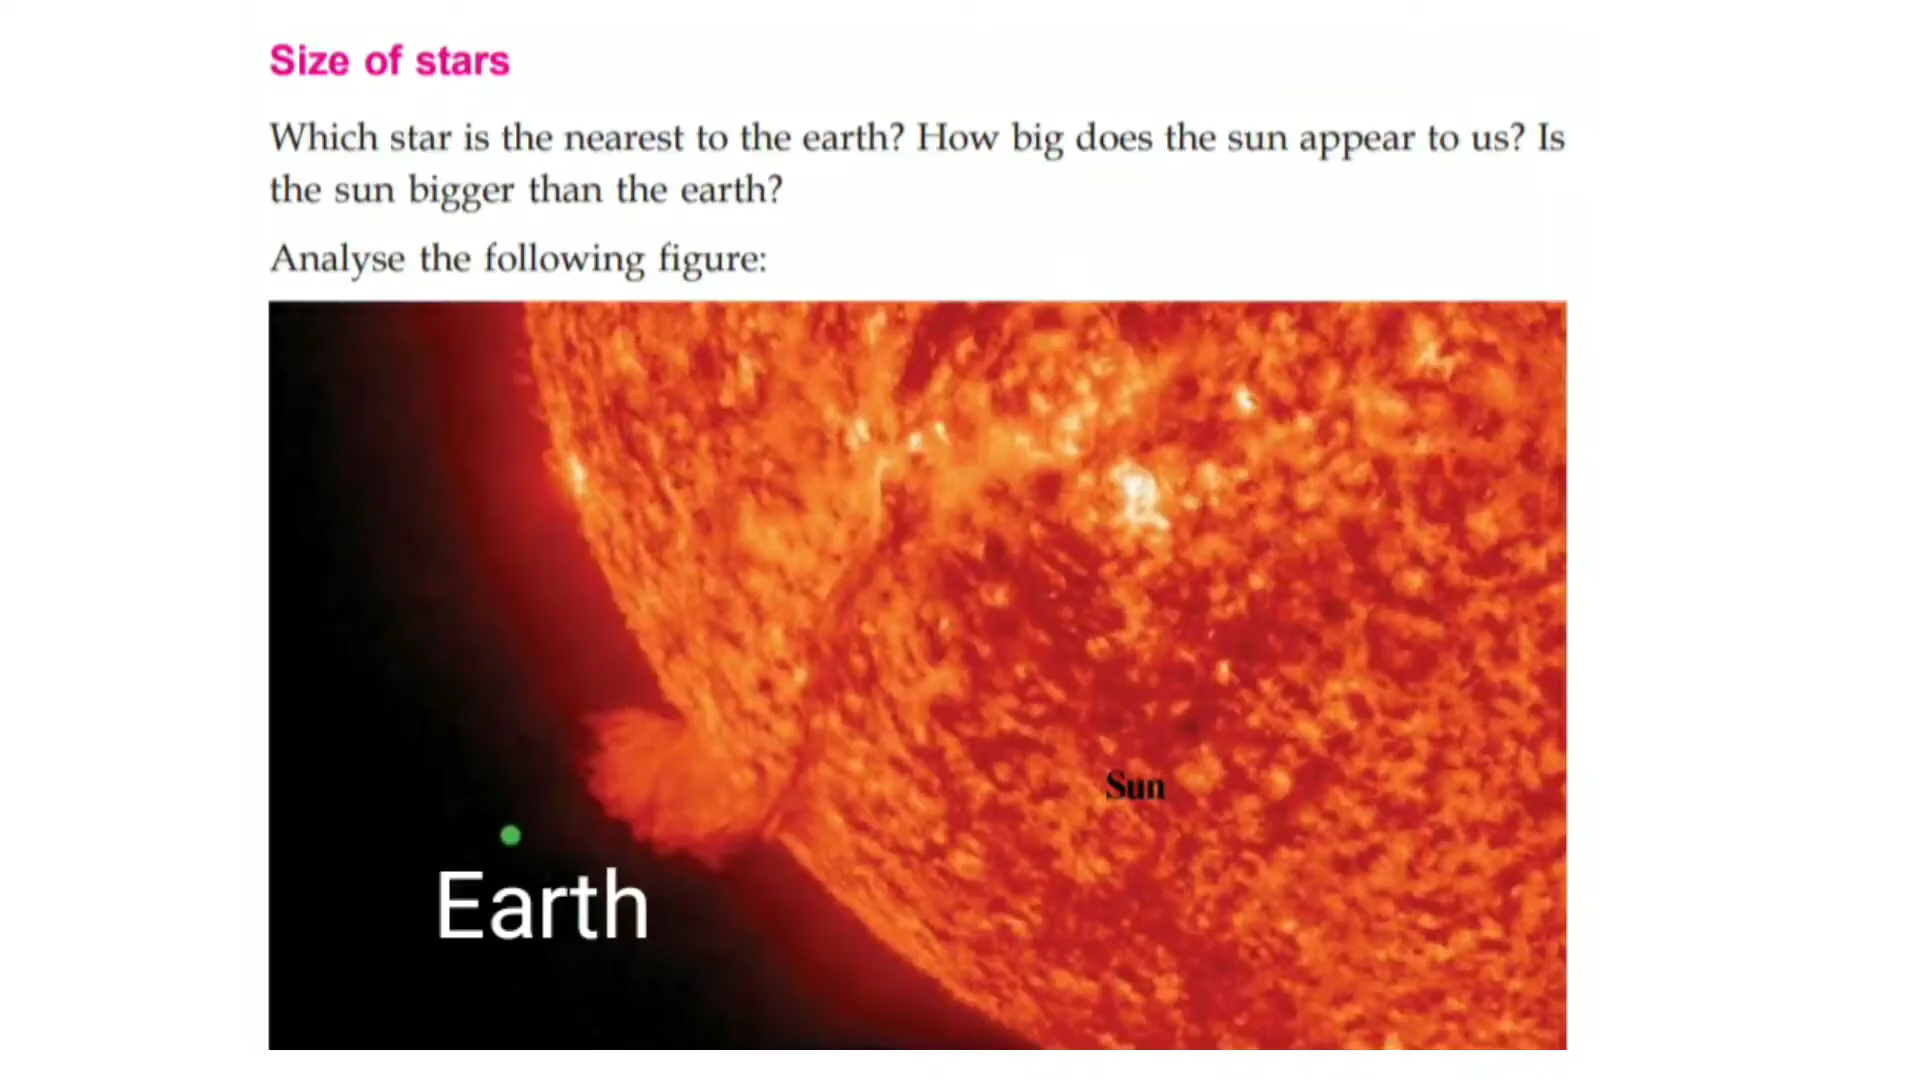 Size of stars
Which star is the nearest to the earth? How big does the sun appear to us? Is
the sun bigger than the earth?
Analyse the following figure:
Sun
Earth